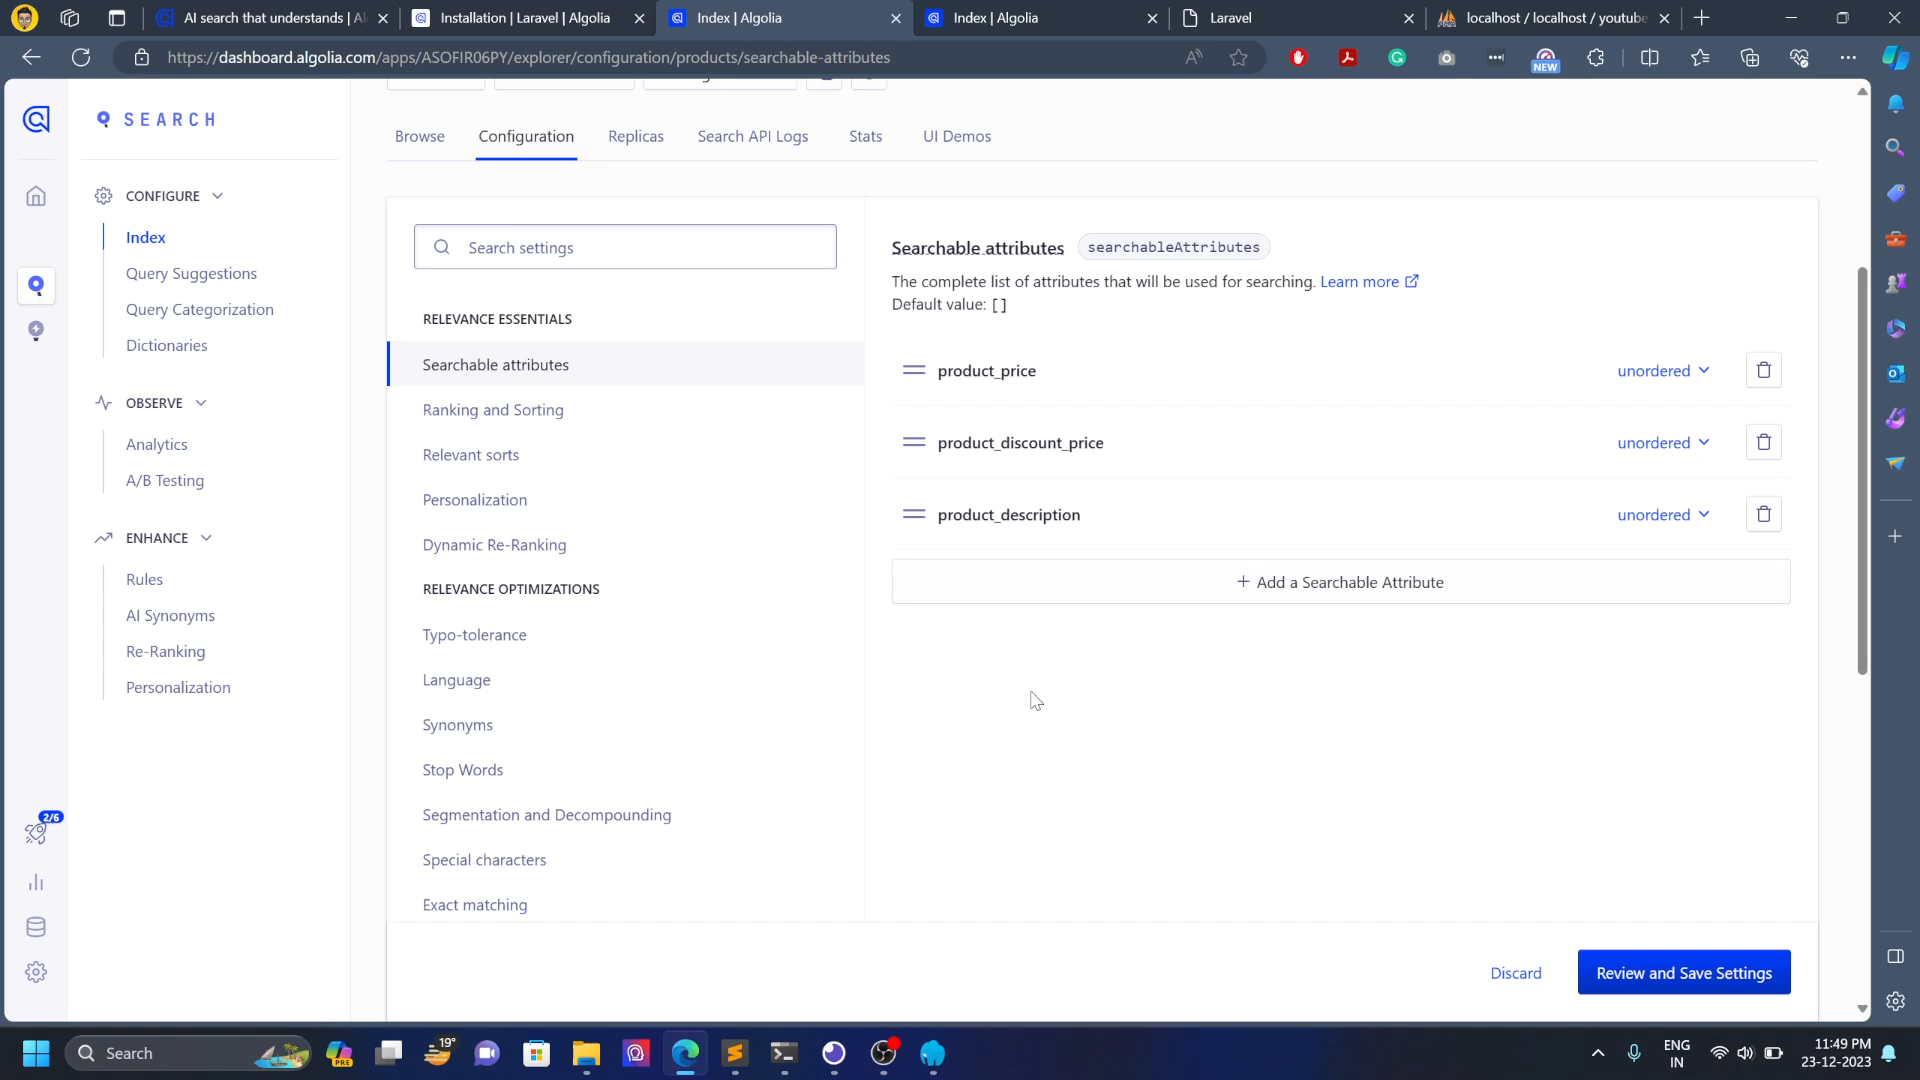 AI search that understands | Al
Installation | Laravel | Algolia
Index | Algolia
Index | Algolia
Laravel
localhost / localhost / youtube
https://dashboard.algolia.com/apps/ASOFIR06PY/explorer/configuration/products/searchable-attributes
NEW
SEARCH
Browse
Configuration
Replicas
Search API Logs
Stats
UI Demos
CONFIGURE
Index
Query Suggestions
Query Categorization
Dictionaries
OBSERVE
Analytics
A/B Testing
ENHANCE
Rules
AI Synonyms
Re-Ranking
Personalization
2/6
Search settings
RELEVANCE ESSENTIALS
Searchable attributes
Ranking and Sorting
Relevant sorts
Personalization
Dynamic Re-Ranking
RELEVANCE OPTIMIZATIONS
Typo-tolerance
Language
Synonyms
Stop Words
Segmentation and Decompounding
Special characters
Exact matching
Searchable attributes searchableAttributes
The complete list of attributes that will be used for searching. Learn more
Default value: []
product_price unordered
product_discount_price unordered
product_description unordered
+ Add a Searchable Attribute
Discard
Review and Save Settings
Search
PRE
19°
ENG
IN
11:49 PM
23-12-2023